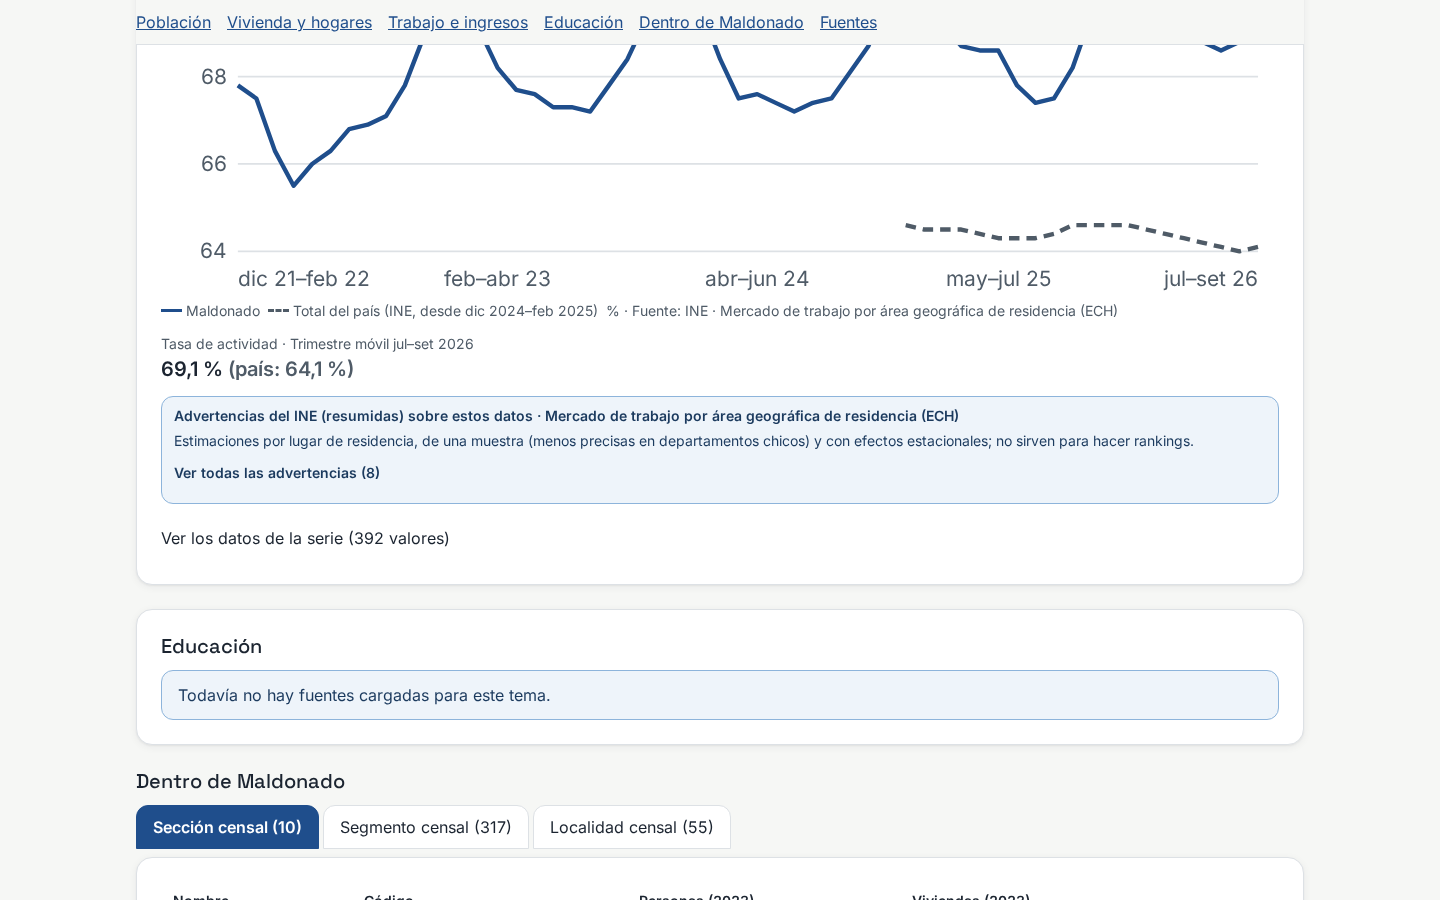 Población Vivienda y hogares Trabajo e ingresos Educación Dentro de Maldonado Fuentes
68
66
64
dic 21–feb 22 feb–abr 23 abr–jun 24 may–jul 25 jul–set 26
Maldonado Total del país (INE, desde dic 2024–feb 2025) % · Fuente: INE · Mercado de trabajo por área geográfica de residencia (ECH)
Tasa de actividad · Trimestre móvil jul–set 2026
69,1 % (país: 64,1 %)
Advertencias del INE (resumidas) sobre estos datos · Mercado de trabajo por área geográfica de residencia (ECH)
Estimaciones por lugar de residencia, de una muestra (menos precisas en departamentos chicos) y con efectos estacionales; no sirven para hacer rankings.
Ver todas las advertencias (8)
Ver los datos de la serie (392 valores)
Educación
Todavía no hay fuentes cargadas para este tema.
Dentro de Maldonado
Sección censal (10) Segmento censal (317) Localidad censal (55)
Nombre Código Personas (2023) Viviendas (2023)